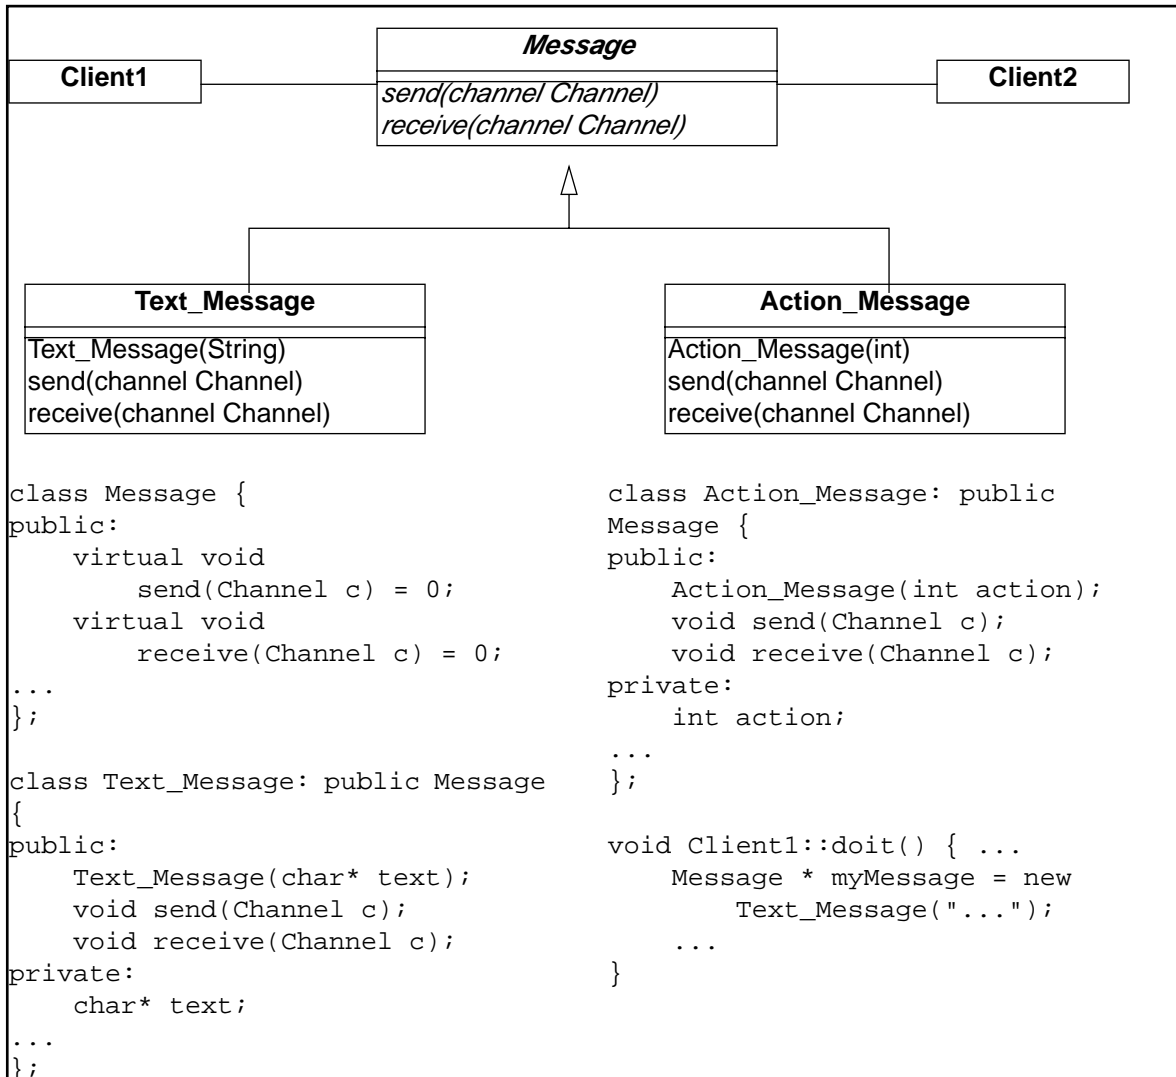 Message
send(channel Channel)
receive(channel Channel)
Client1
Client2
Text_Message
Text_Message(String)
send(channel Channel)
receive(channel Channel)
Action_Message
Action_Message(int)
send(channel Channel)
receive(channel Channel)
class Message {
public:
    virtual void
        send(Channel c) = 0;
    virtual void
        receive(Channel c) = 0;
...
};
class Text_Message: public Message
{
public:
    Text_Message(char* text);
    void send(Channel c);
    void receive(Channel c);
private:
    char* text;
...
};
class Action_Message: public
Message {
public:
    Action_Message(int action);
    void send(Channel c);
    void receive(Channel c);
private:
    int action;
...
};
void Client1::doit() { ...
    Message * myMessage = new
        Text_Message("...");
    ...
}